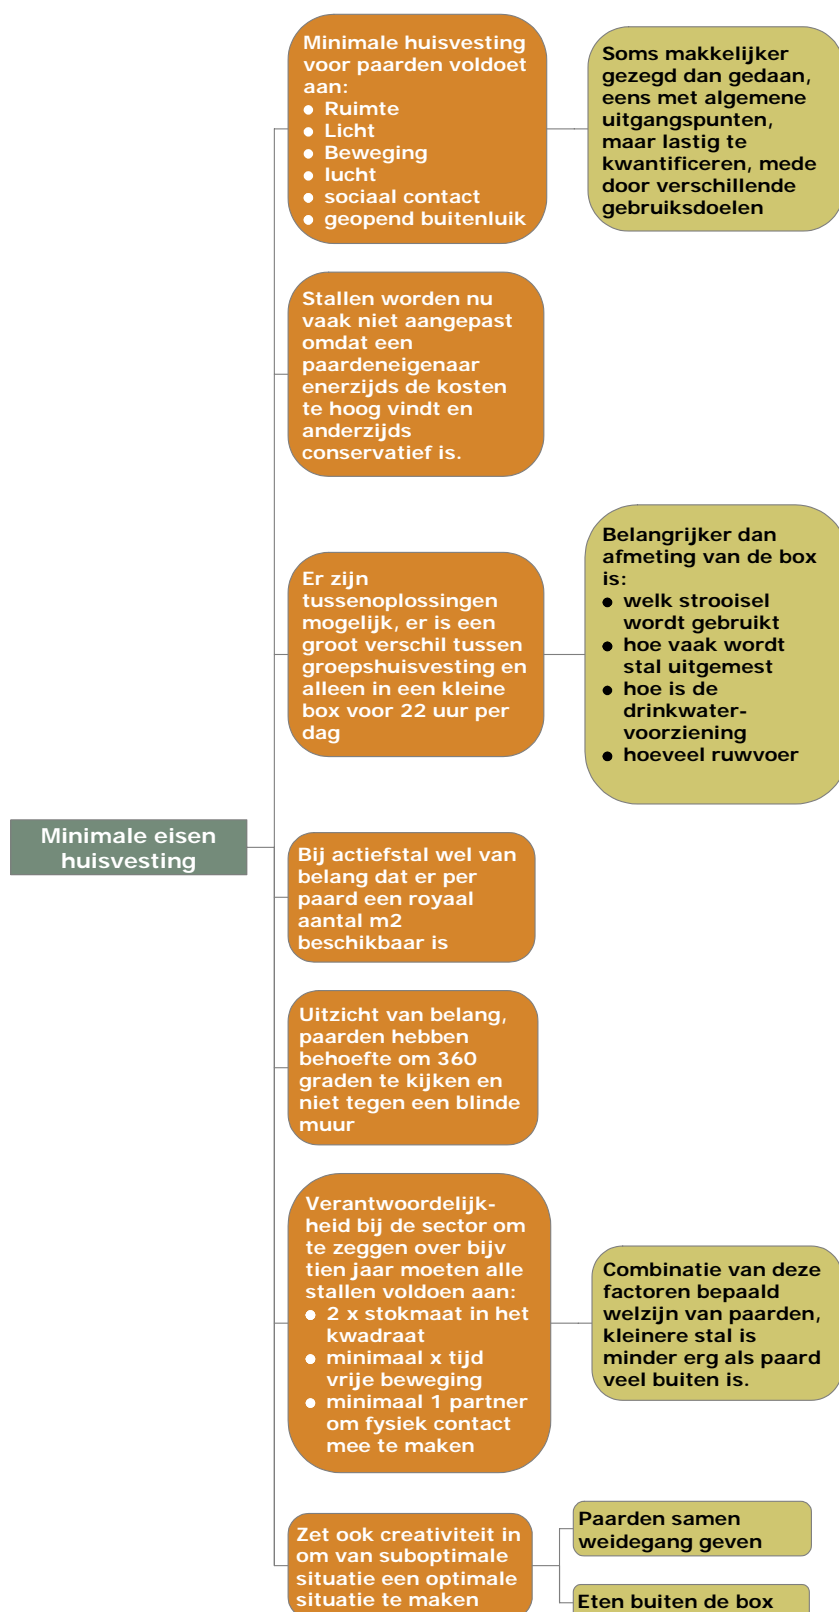 Minimale eisen
huisvesting
Minimale huisvesting
voor paarden voldoet
aan:
● Ruimte
● Licht
● Beweging
● lucht
● sociaal contact
● geopend buitenluik
Soms makkelijker
gezegd dan gedaan,
eens met algemene
uitgangspunten,
maar lastig te
kwantificeren, mede
door verschillende
gebruiksdoelen
Stallen worden nu
vaak niet aangepast
omdat een
paardeneigenaar
enerzijds de kosten
te hoog vindt en
anderzijds
conservatief is.
Er zijn
tussenoplossingen
mogelijk, er is een
groot verschil tussen
groepshuisvesting en
alleen in een kleine
box voor 22 uur per
dag
Belangrijker dan
afmeting van de box
is:
● welk strooisel
wordt gebruikt
● hoe vaak wordt
stal uitgemest
● hoe is de
drinkwater-
voorziening
● hoeveel ruwvoer
Bij actiefstal wel van
belang dat er per
paard een royaal
aantal m2
beschikbaar is
Uitzicht van belang,
paarden hebben
behoefte om 360
graden te kijken en
niet tegen een blinde
muur
Verantwoordelijk-
heid bij de sector om
te zeggen over bijv
tien jaar moeten alle
stallen voldoen aan:
● 2 x stokmaat in het
kwadraat
● minimaal x tijd
vrije beweging
● minimaal 1 partner
om fysiek contact
mee te maken
Combinatie van deze
factoren bepaald
welzijn van paarden,
kleinere stal is
minder erg als paard
veel buiten is.
Zet ook creativiteit in
om van suboptimale
situatie een optimale
situatie te maken
Paarden samen
weidegang geven
Eten buiten de box